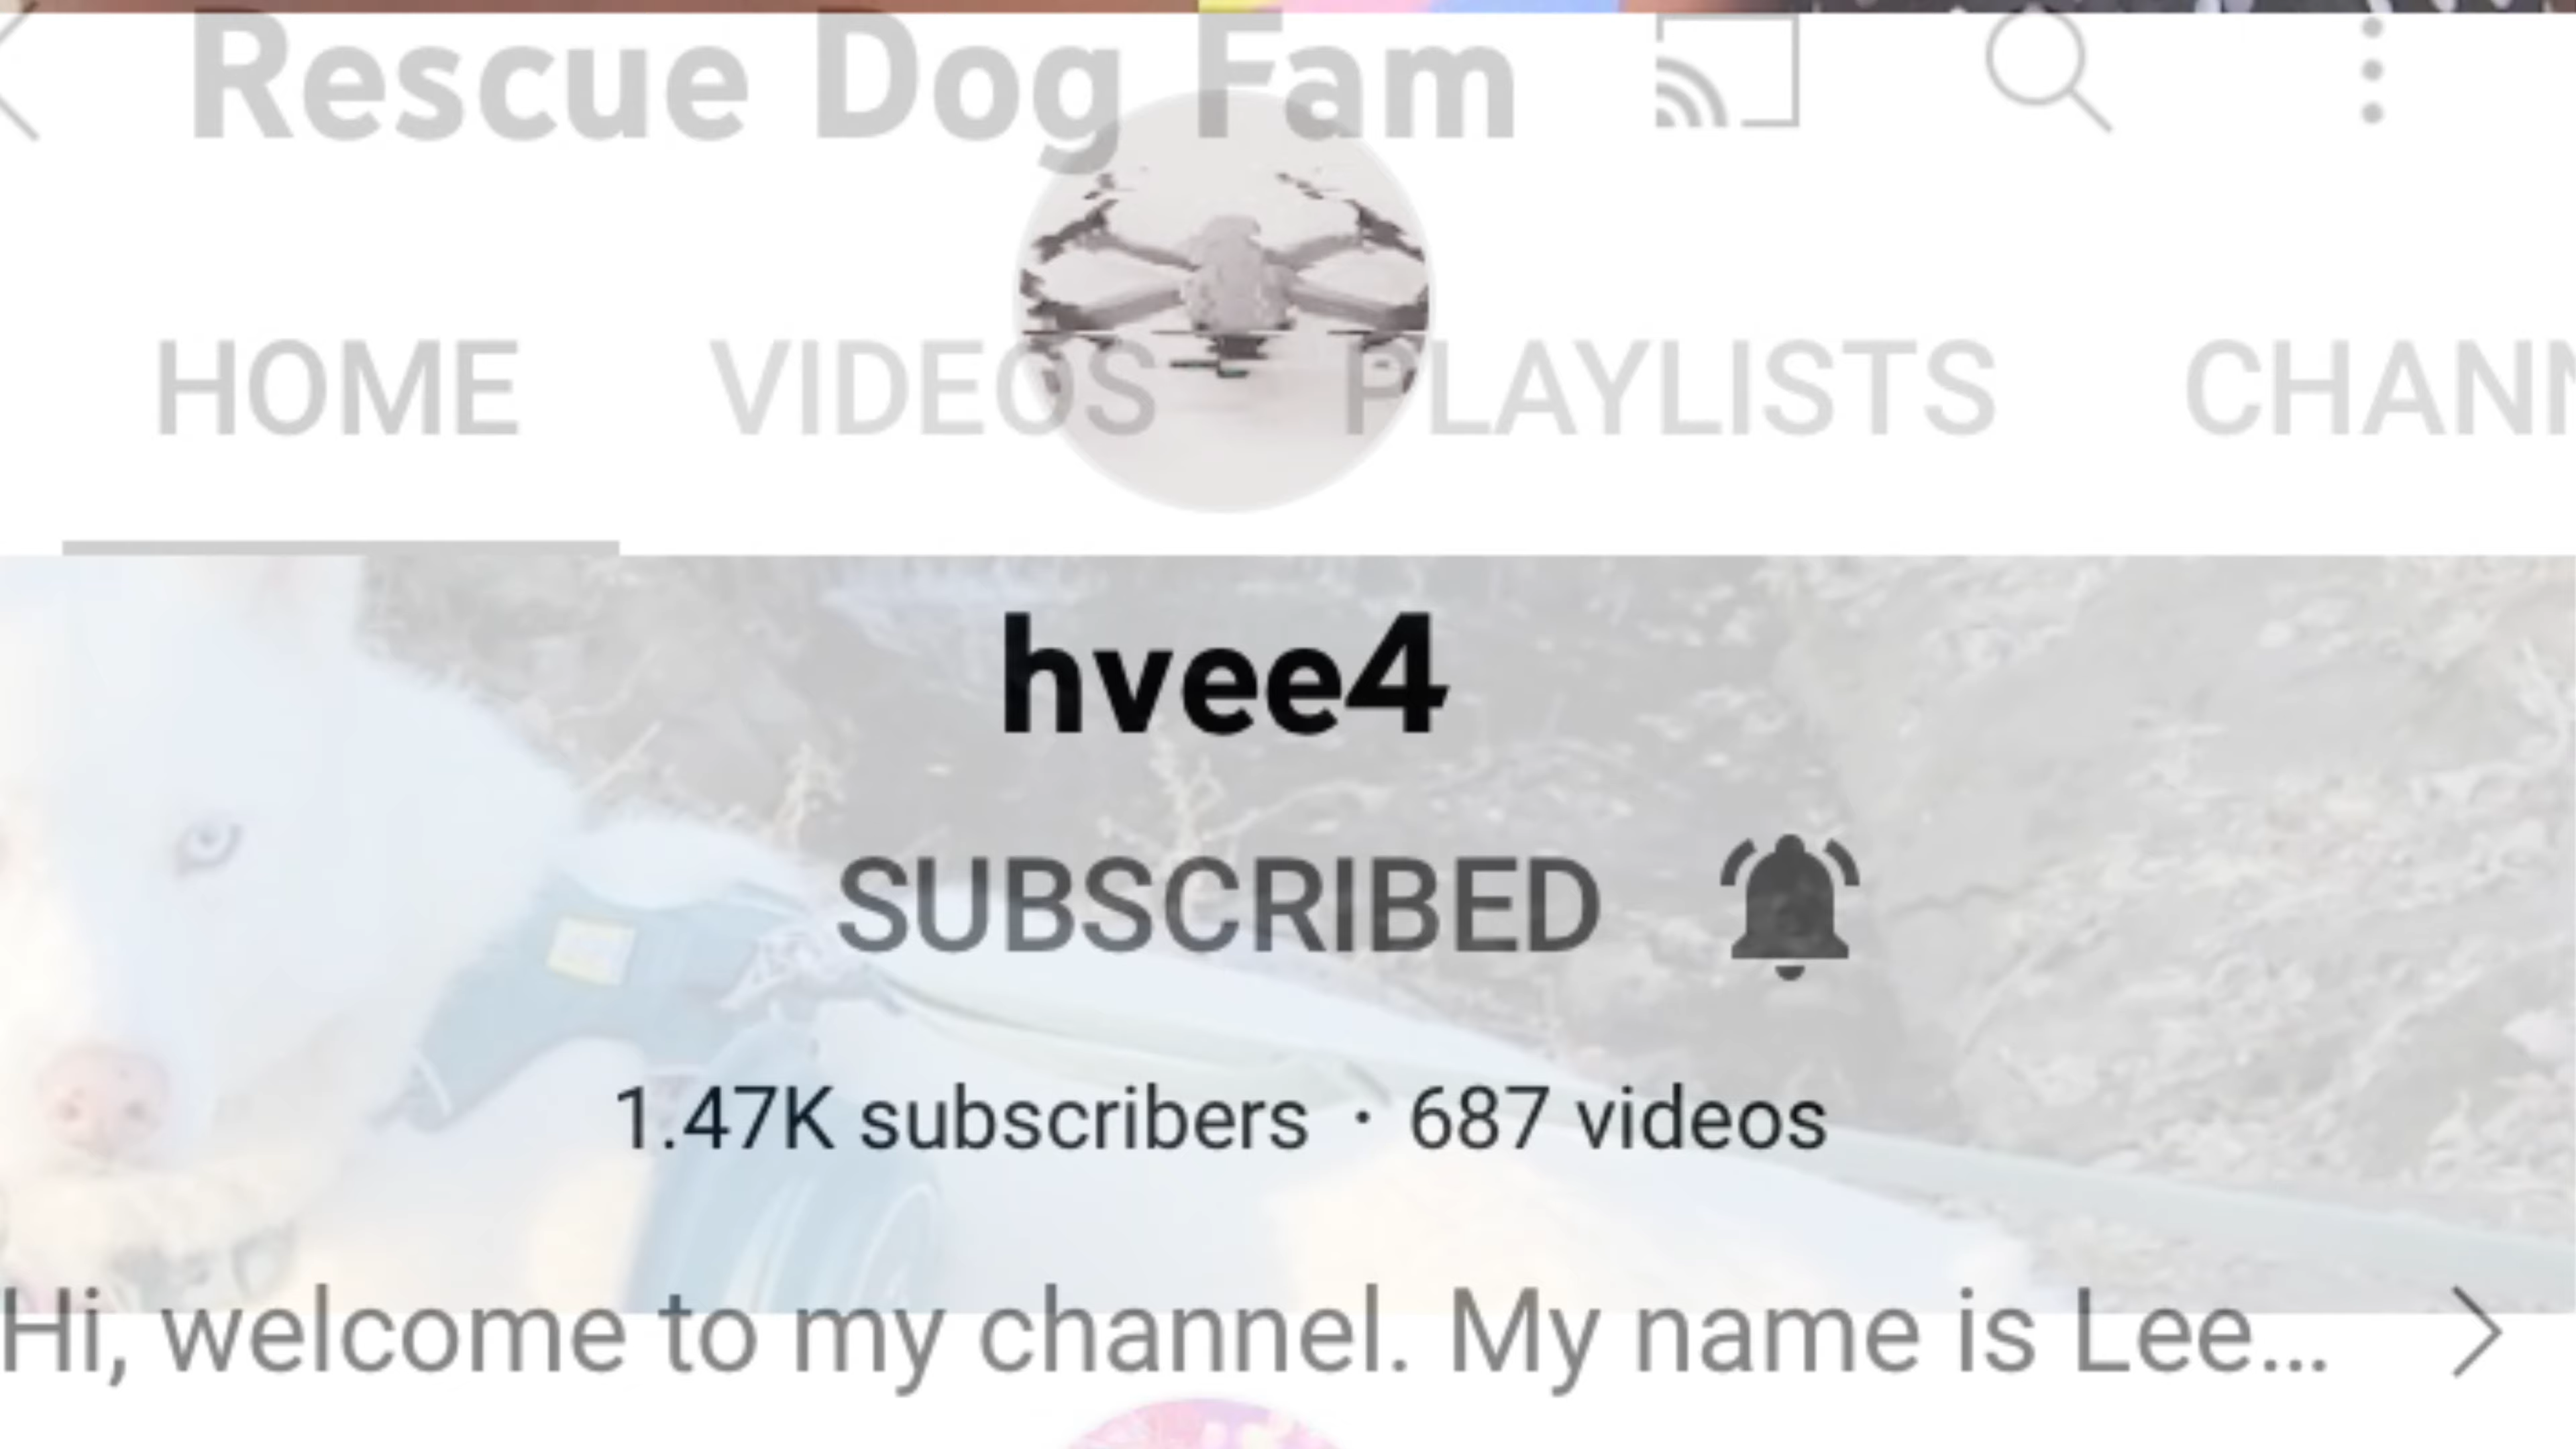 Rescue Dog Fam
HOME VIDEOS PLAYLISTS CHANN
hvee4
SUBSCRIBED
1.47K subscribers · 687 videos
Hi, welcome to my channel. My name is Lee...